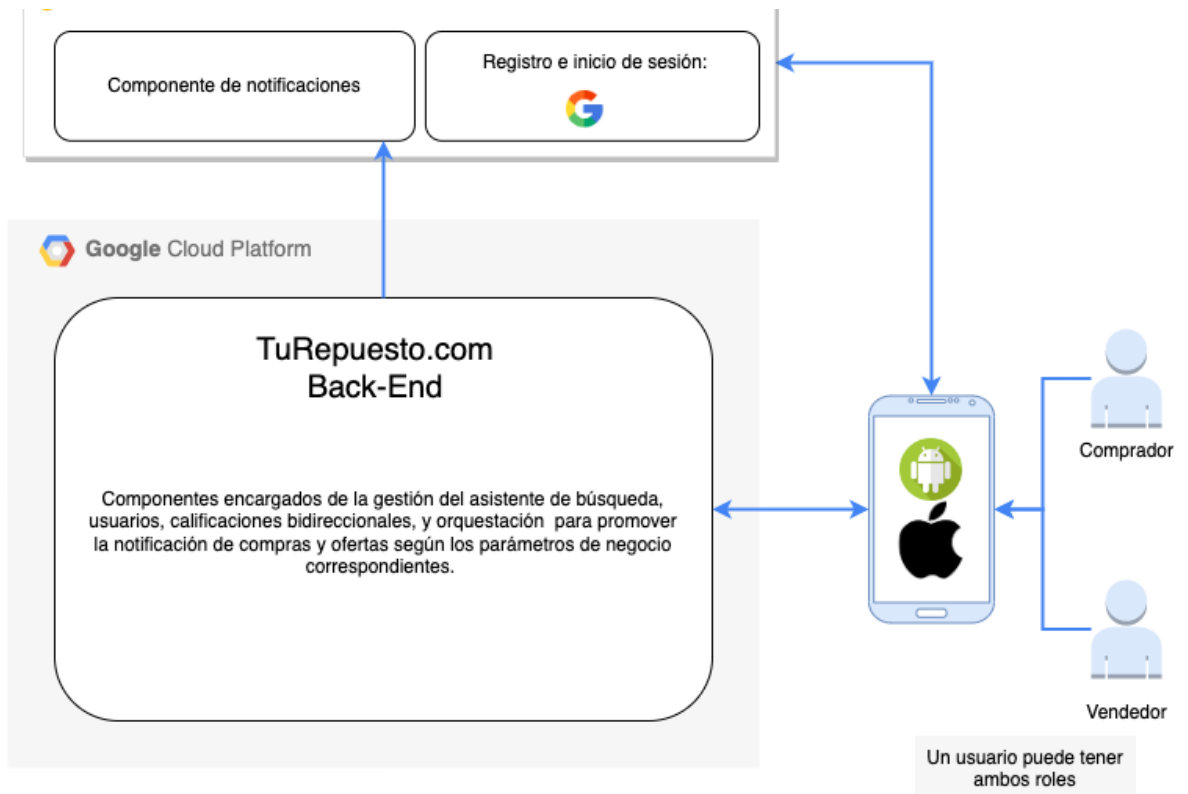 Componente de notificaciones
Registro e inicio de sesión:
Google Cloud Platform
TuRepuesto.com
Back-End
Componentes encargados de la gestión del asistente de búsqueda,
usuarios, calificaciones bidireccionales, y orquestación para promover
la notificación de compras y ofertas según los parámetros de negocio
correspondientes.
Comprador
Vendedor
Un usuario puede tener
ambos roles